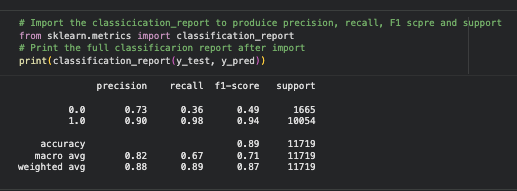 # Import the classicication_report to produice precision, recall, F1 scpre and support
from sklearn.metrics import classification_report
# Print the full classificarion report after import
print(classification_report(y_test, y_pred))
precision recall f1-score support
0.0 0.73 0.36 0.49 1665
1.0 0.90 0.98 0.94 10054
accuracy 0.89 11719
macro avg 0.82 0.67 0.71 11719
weighted avg 0.88 0.89 0.87 11719